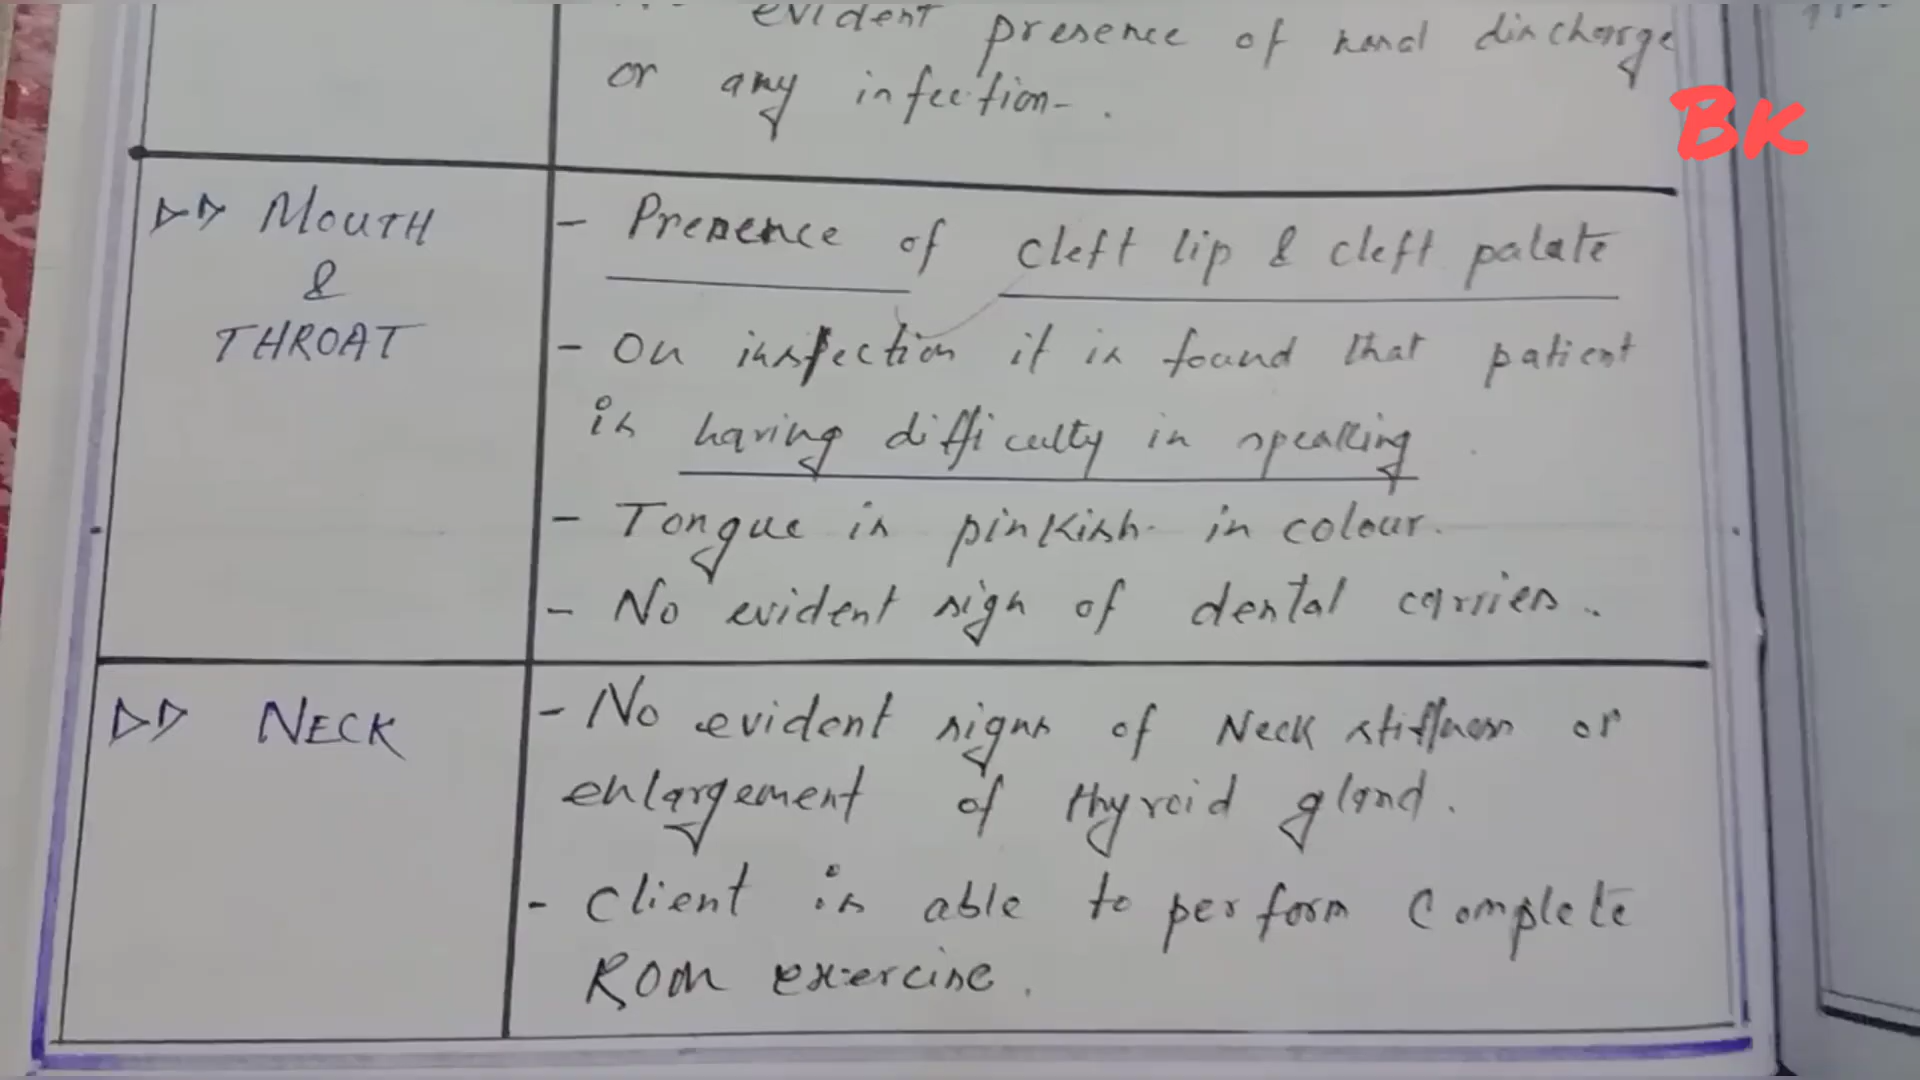 evident presence of nasal discharge
or any infection-.
Bk
▷▷ MOUTH
&
THROAT
- Presence of cleft lip & cleft palate
- On inspection it is found that patient
is having difficulty in speaking.
- Tongue is pinkish in colour.
- No evident sign of dental carries.
▷▷ NECK
- No evident signs of Neck stiffness or
enlargement of thyroid gland.
- Client is able to perform complete
ROM exercise.